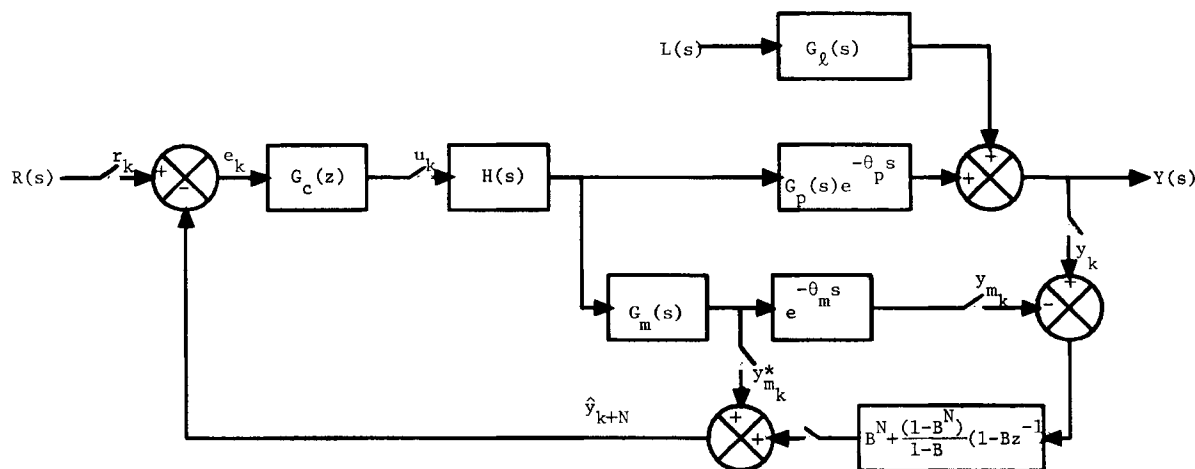 L(s)
G_ℓ(s)
R(s)
r_k
+
-
e_k
G_c(z)
u_k
H(s)
G_p(s)e^{-θ_p s}
+
+
Y(s)
y_k
G_m(s)
e^{-θ_m s}
y_{m_k}
-
+
y^*_{m_k}
ŷ_{k+N}
+
+
B^N+\frac{(1-B^N)}{1-B}(1-Bz^{-1}